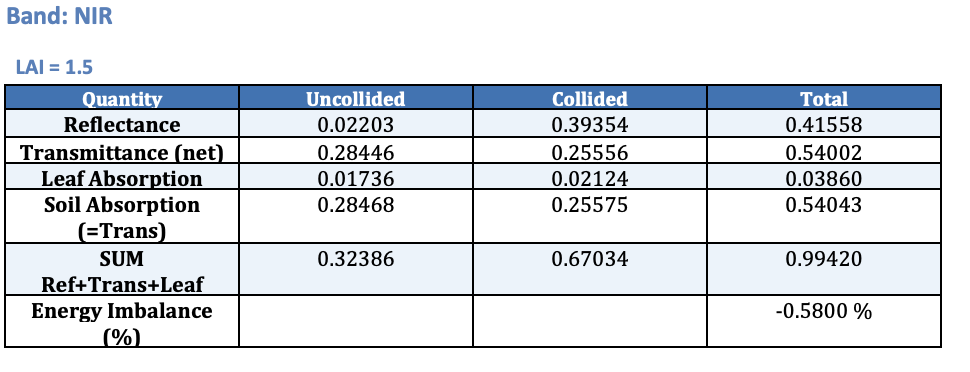 Band: NIR
LAI = 1.5
Quantity Uncollided Collided Total
Reflectance 0.02203 0.39354 0.41558
Transmittance (net) 0.28446 0.25556 0.54002
Leaf Absorption 0.01736 0.02124 0.03860
Soil Absorption 0.28468 0.25575 0.54043
(=Trans)
SUM 0.32386 0.67034 0.99420
Ref+Trans+Leaf
Energy Imbalance -0.5800 %
(%)